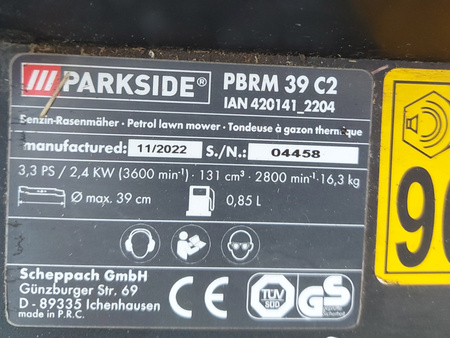 PARKSIDE® PBRM 39 C2
IAN 420141_2204
Benzin-Rasenmäher · Petrol lawn mower · Tondeuse à gazon thermique
manufactured: 11/2022 S./N.: 04458
3,3 PS / 2,4 KW (3600 min⁻¹) · 131 cm³ · 2800 min⁻¹ · 16,3 kg
Ø max. 39 cm 0,85 L
Scheppach GmbH
Günzburger Str. 69
D - 89335 Ichenhausen
made in P.R.C.
CE
TÜV
SÜD
GS